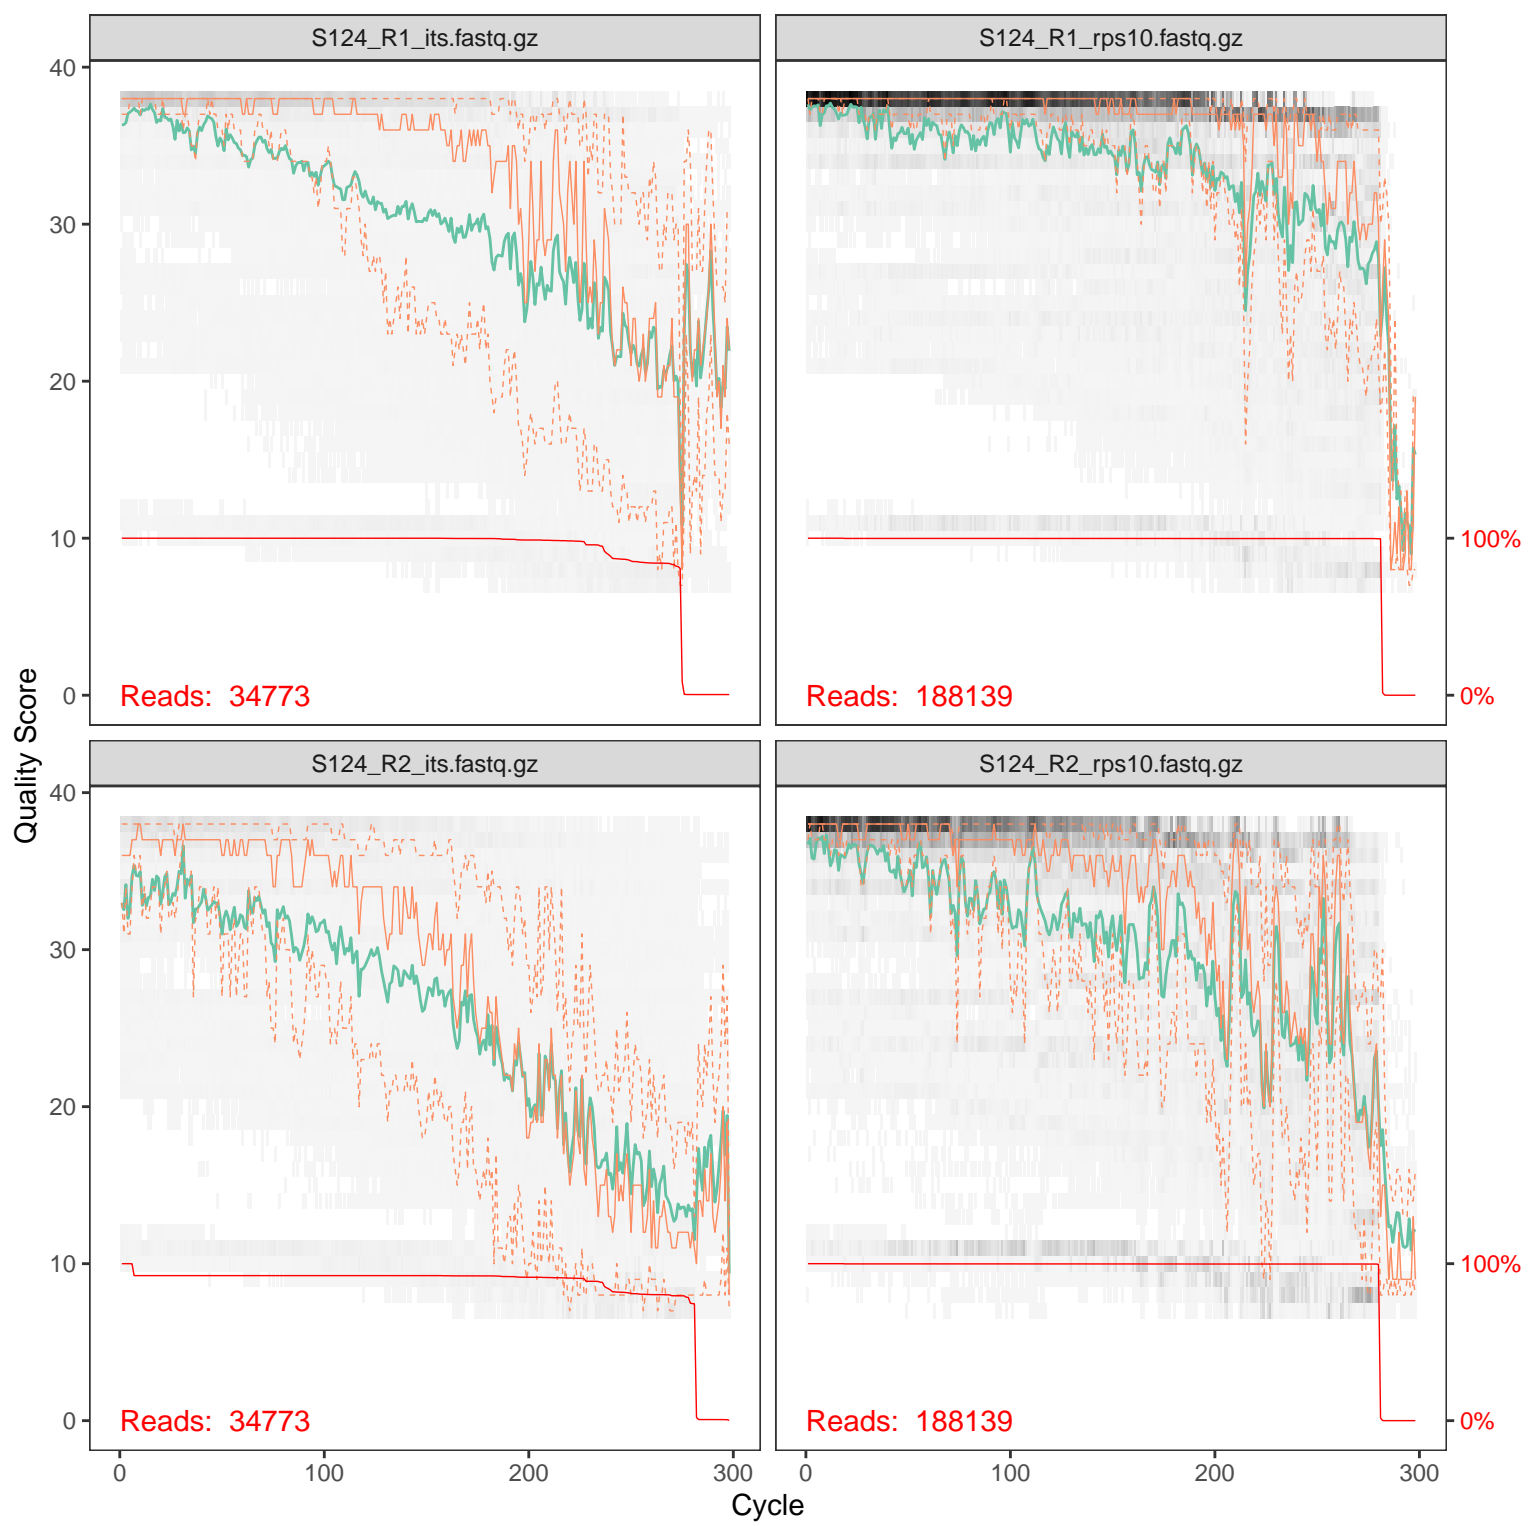 S124_R1_its.fastq.gz
S124_R1_rps10.fastq.gz
40
30
20
10
0
Reads: 34773
Reads: 188139
100%
0%
Quality Score
S124_R2_its.fastq.gz
S124_R2_rps10.fastq.gz
40
30
20
10
0
Reads: 34773
Reads: 188139
100%
0%
0 100 200 300
0 100 200 300
Cycle